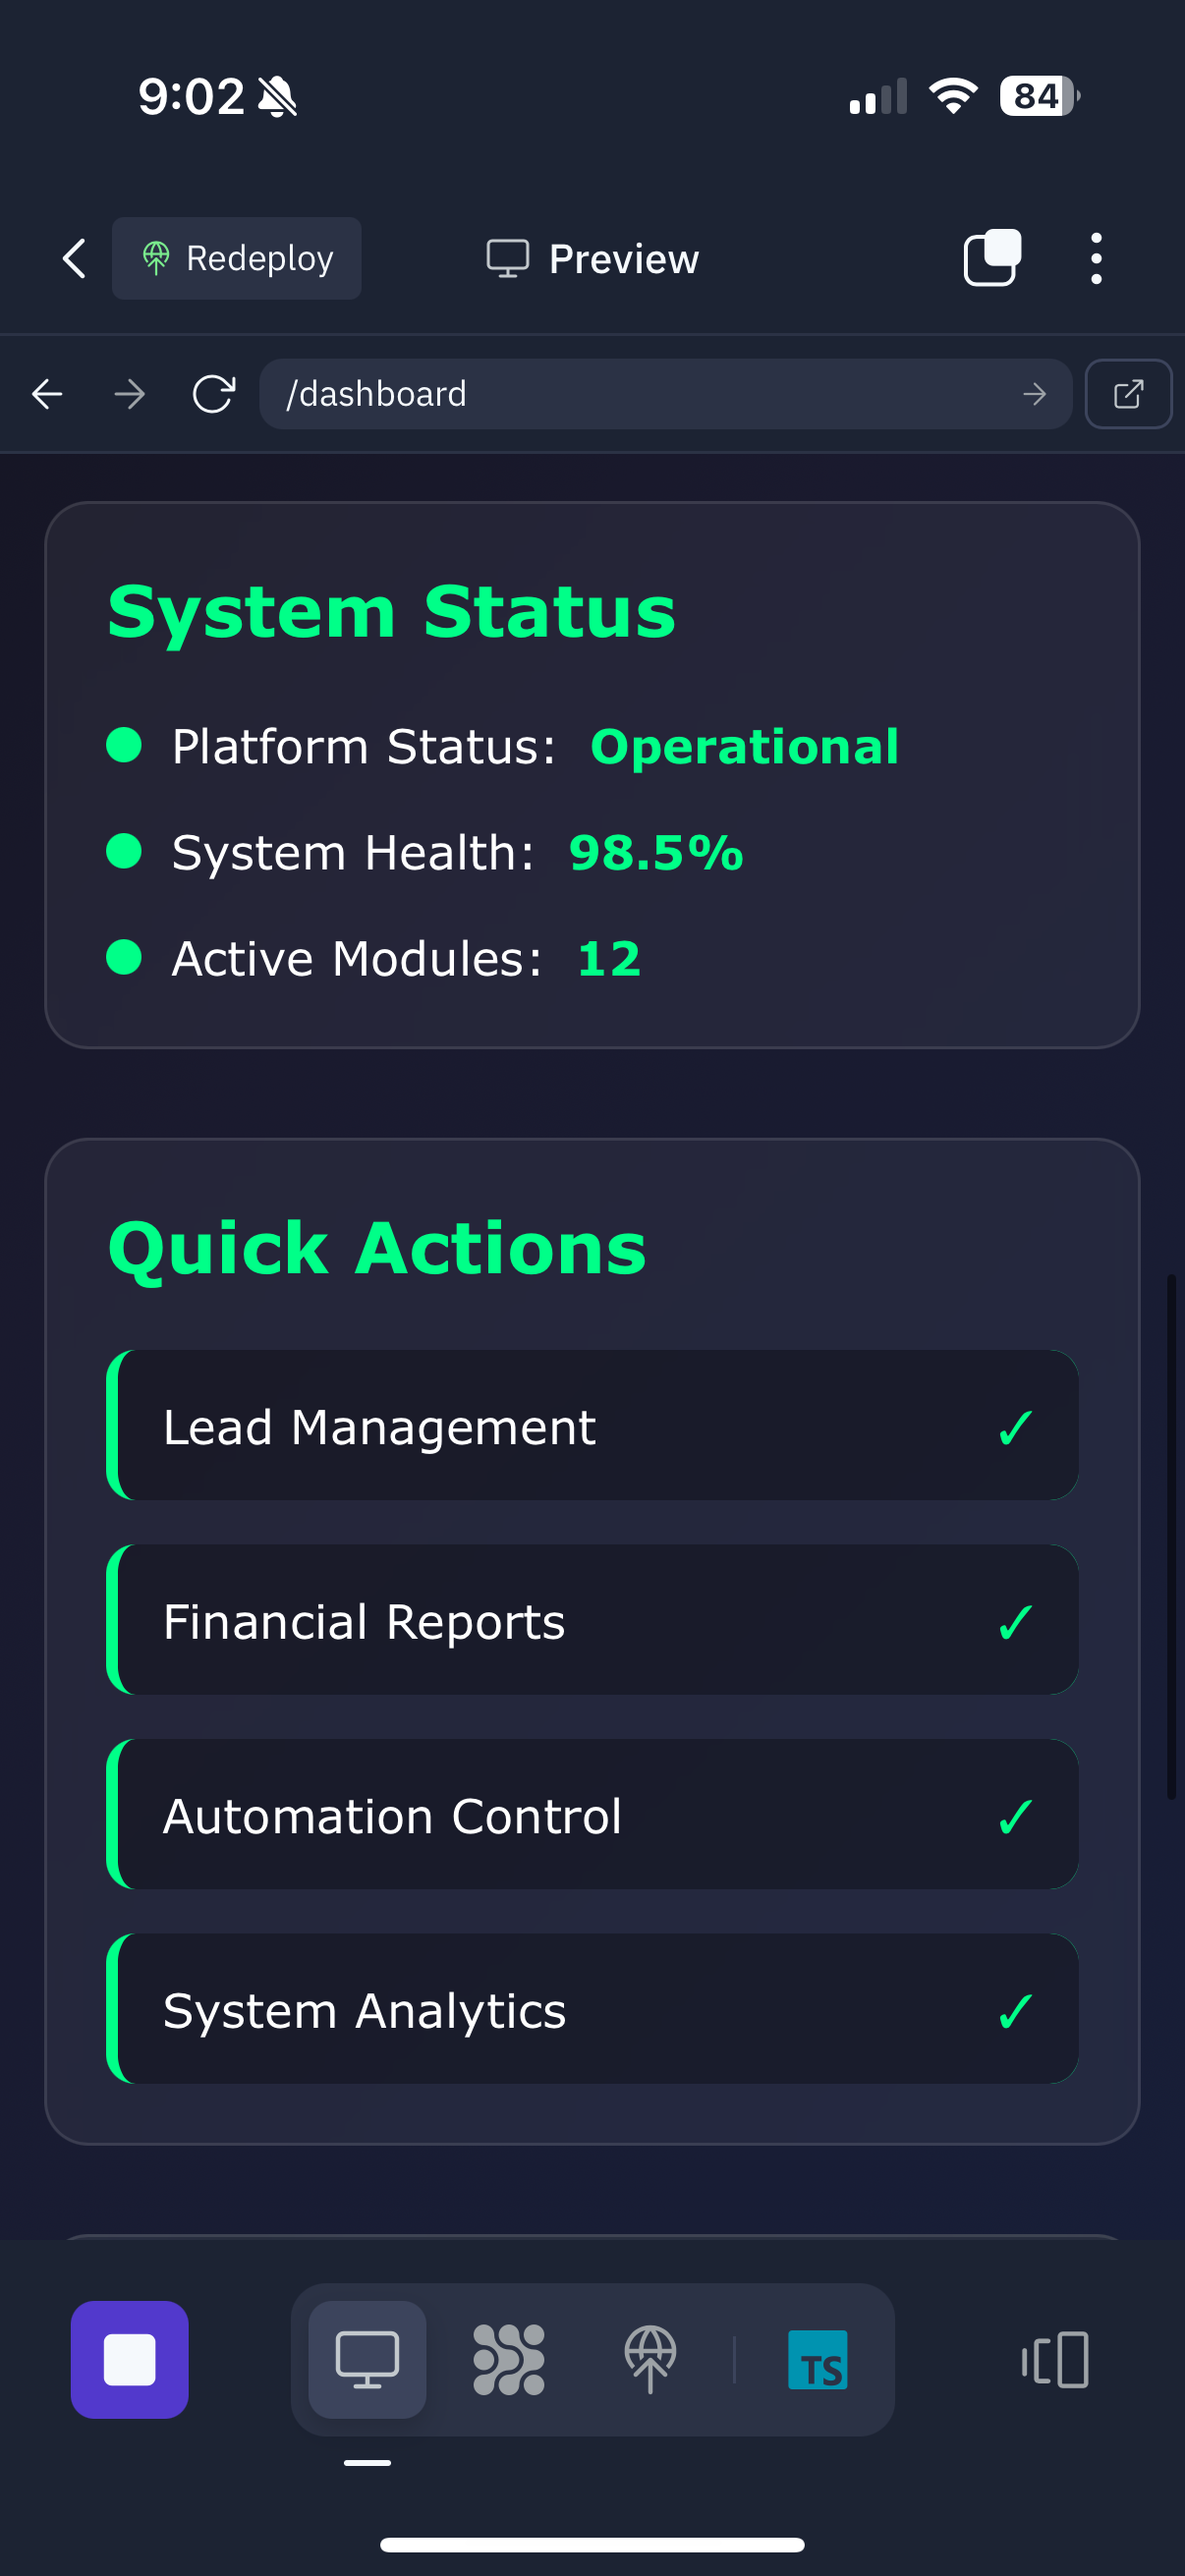 9:02
84
Redeploy
Preview
/dashboard
System Status
Platform Status: Operational
System Health: 98.5%
Active Modules: 12
Quick Actions
Lead Management ✓
Financial Reports ✓
Automation Control ✓
System Analytics ✓
TS